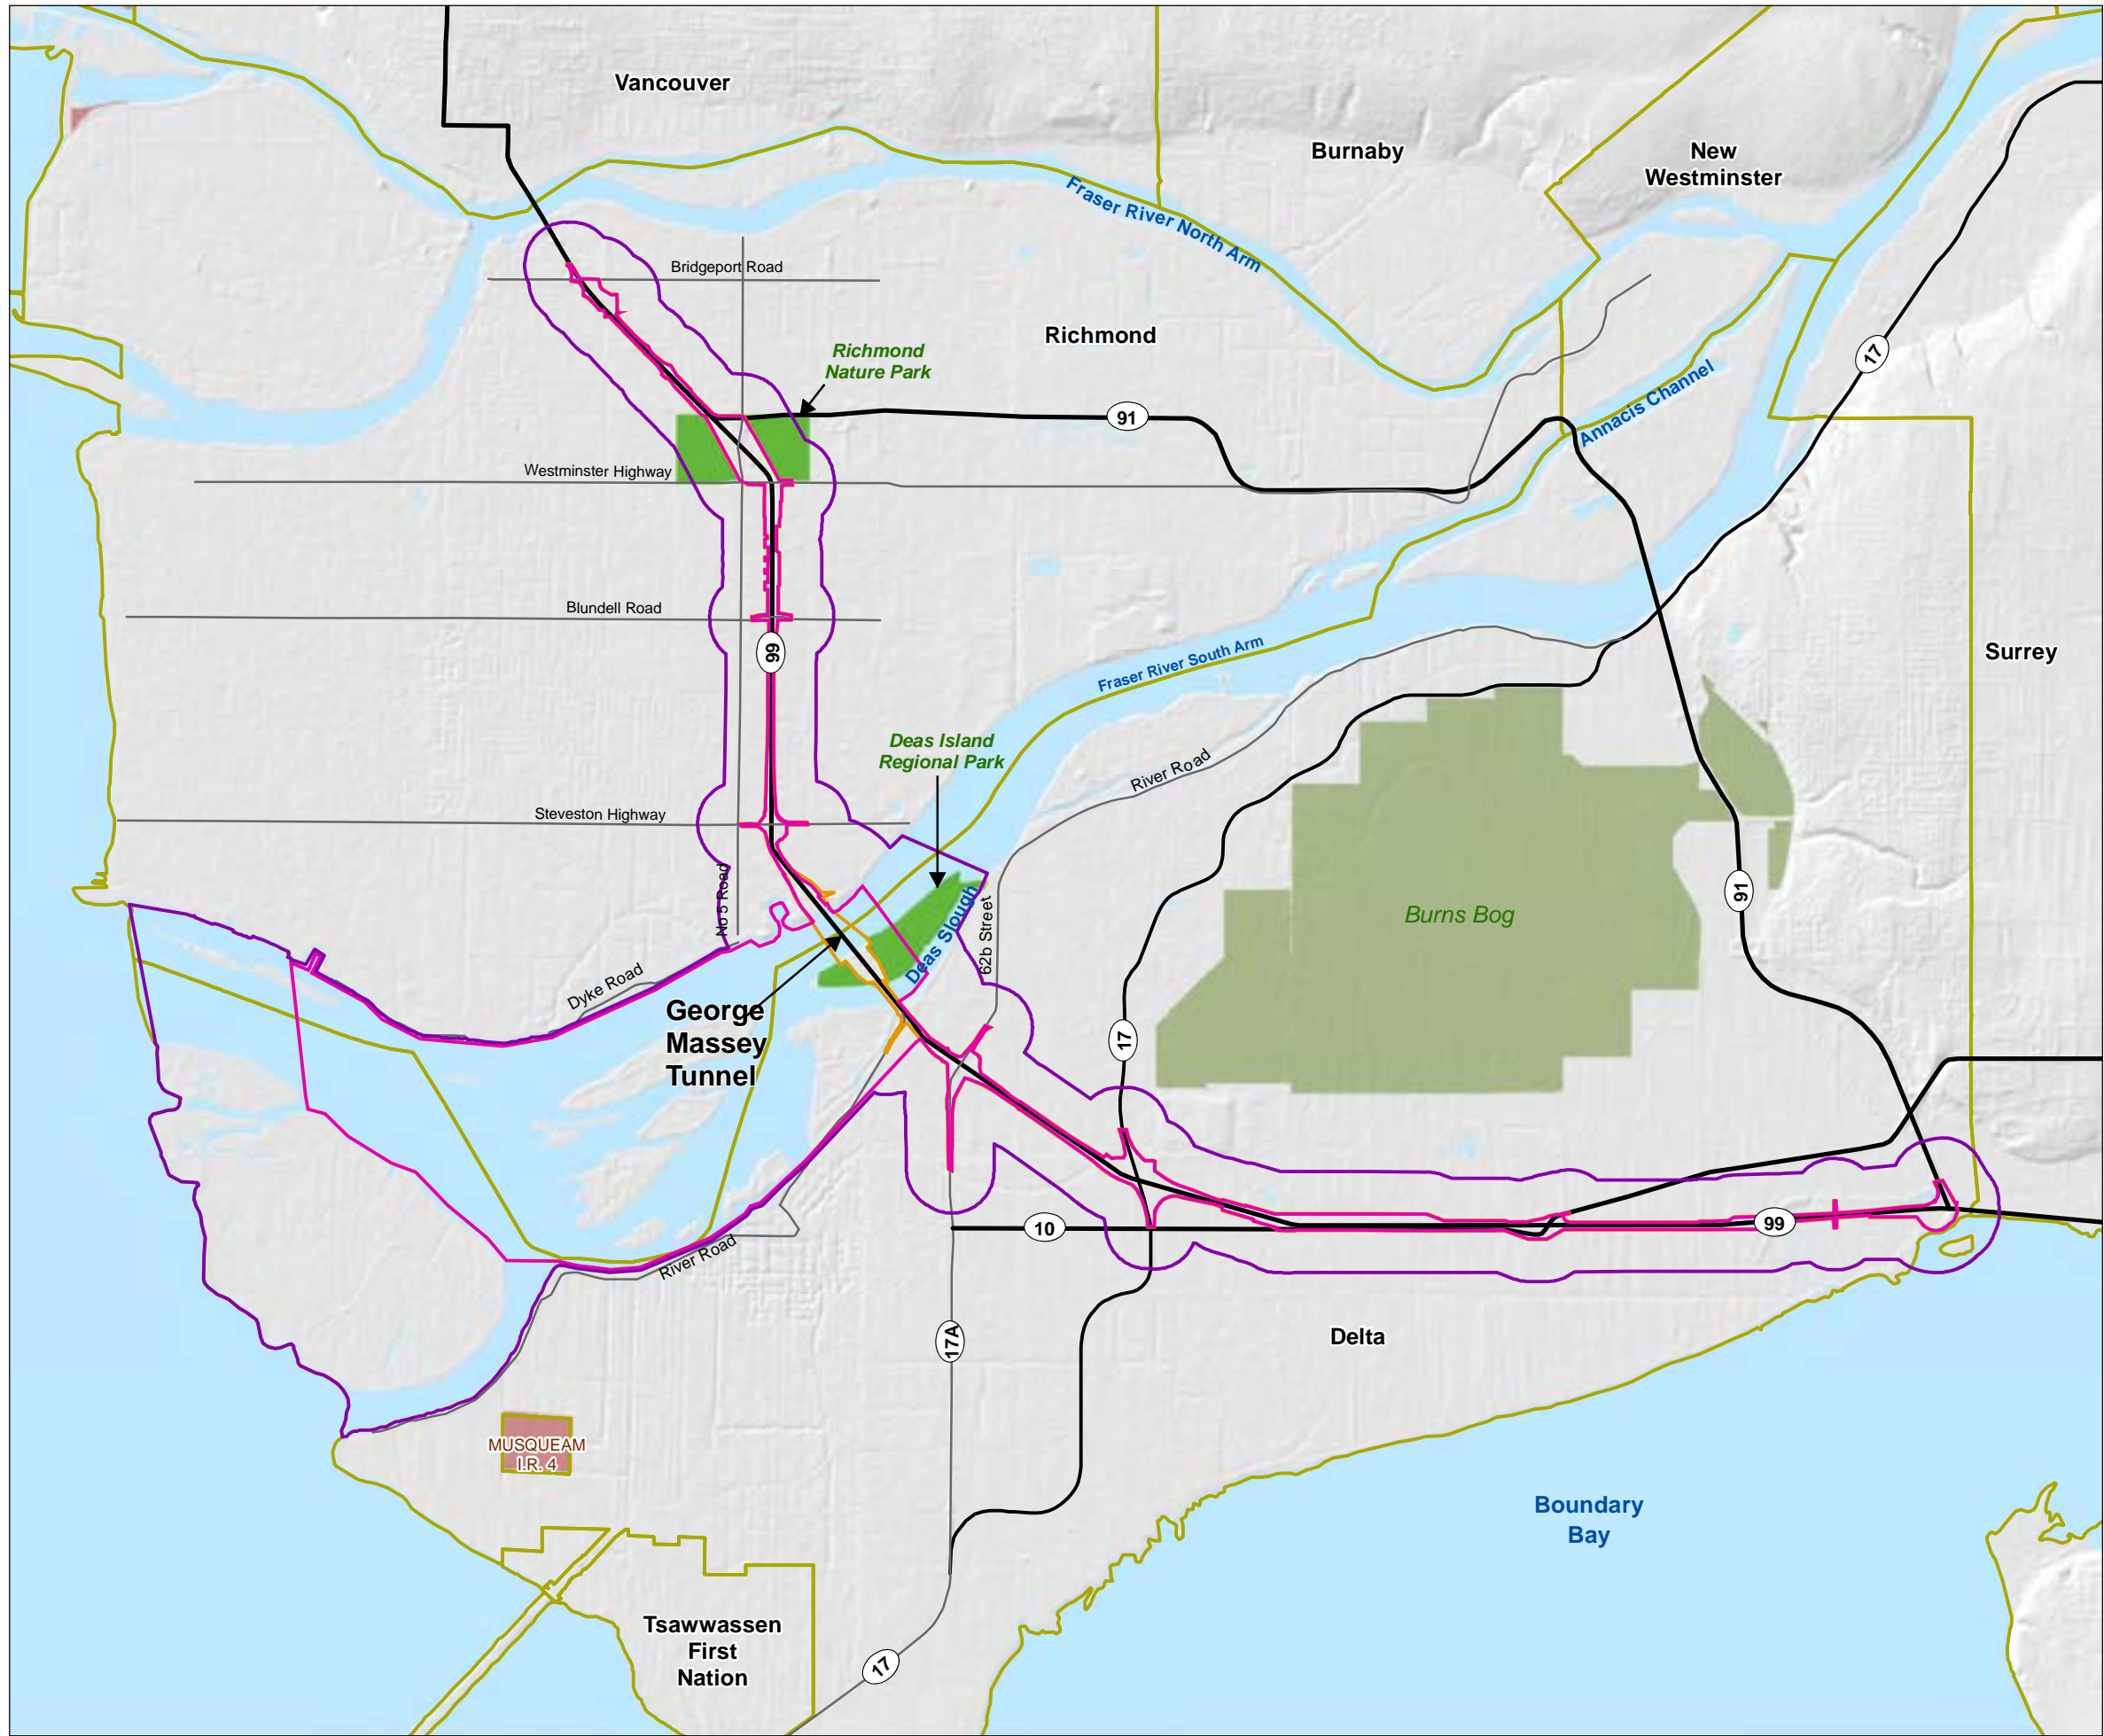 Vancouver
Burnaby
New
Westminster
Fraser River North Arm
Bridgeport Road
Richmond
Richmond
Nature Park
17
Annacis Channel
91
Westminster Highway
Blundell Road
99
Fraser River South Arm
Surrey
Deas Island
Regional Park
River Road
Steveston Highway
No 5 Road
Deas Slough
62b Street
91
Burns Bog
Dyke Road
George
Massey
Tunnel
17
River Road
10
99
17A
Delta
MUSQUEAM
I.R. 4
Boundary
Bay
Tsawwassen
First
Nation
17